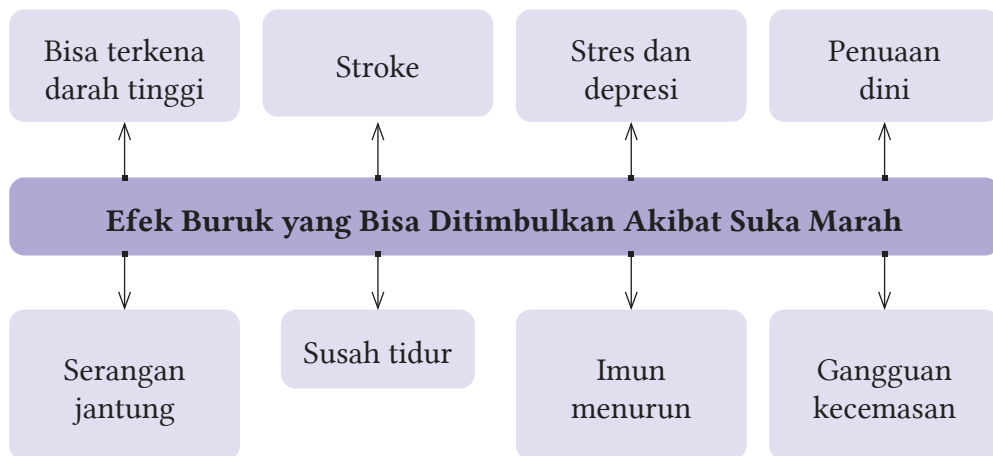 Bisa terkena
darah tinggi
Stroke
Stres dan
depresi
Penuaan
dini
Efek Buruk yang Bisa Ditimbulkan Akibat Suka Marah
Serangan
jantung
Susah tidur
Imun
menurun
Gangguan
kecemasan